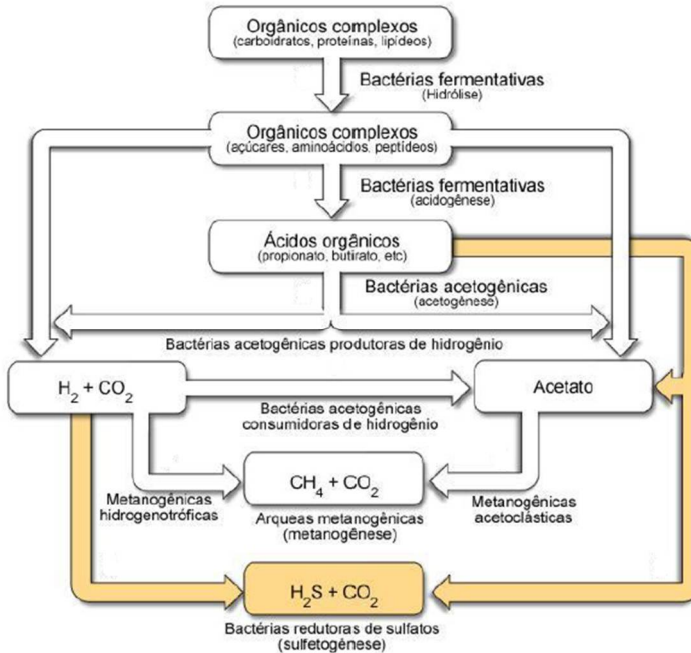 Orgânicos complexos
(carboidratos, proteínas, lipídeos)
Bactérias fermentativas
(Hidrólise)
Orgânicos complexos
(açúcares, aminoácidos, peptídeos)
Bactérias fermentativas
(acidogênese)
Ácidos orgânicos
(propionato, butirato, etc)
Bactérias acetogênicas
(acetogênese)
Bactérias acetogênicas produtoras de hidrogênio
H₂ + CO₂
Acetato
Bactérias acetogênicas
consumidoras de hidrogênio
CH₄ + CO₂
Metanogênicas
hidrogenotróficas
Metanogênicas
acetoclásticas
Arqueas metanogênicas
(metanogênese)
H₂S + CO₂
Bactérias redutoras de sulfatos
(sulfetogênese)